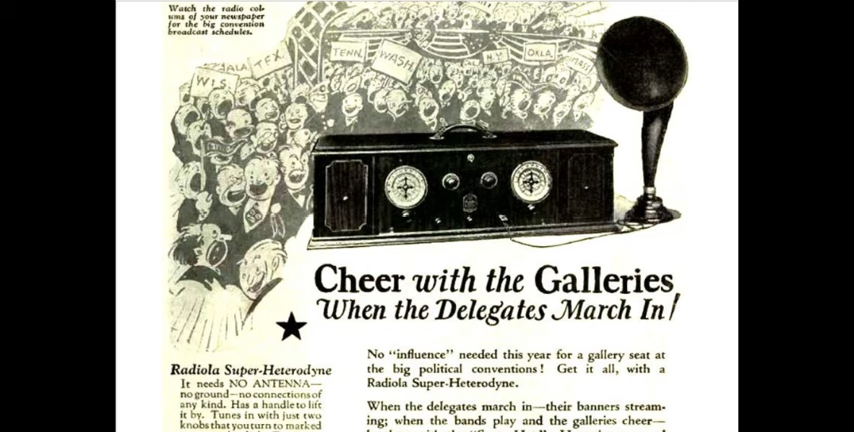 Watch the radio col-
ums of your newspaper
for the big convention
broadcast schedules.
WIS.
ALA.
TEX.
TENN.
WASH.
N.Y.
OKLA.
Cheer with the Galleries
When the Delegates March In!
Radiola Super-Heterodyne
It needs NO ANTENNA—
no ground—no connections of
any kind. Has a handle to lift
it by. Tunes in with just two
knobs that you turn to marked
No "influence" needed this year for a gallery seat at
the big political conventions! Get it all, with a
Radiola Super-Heterodyne.
When the delegates march in—their banners stream-
ing; when the bands play and the galleries cheer—